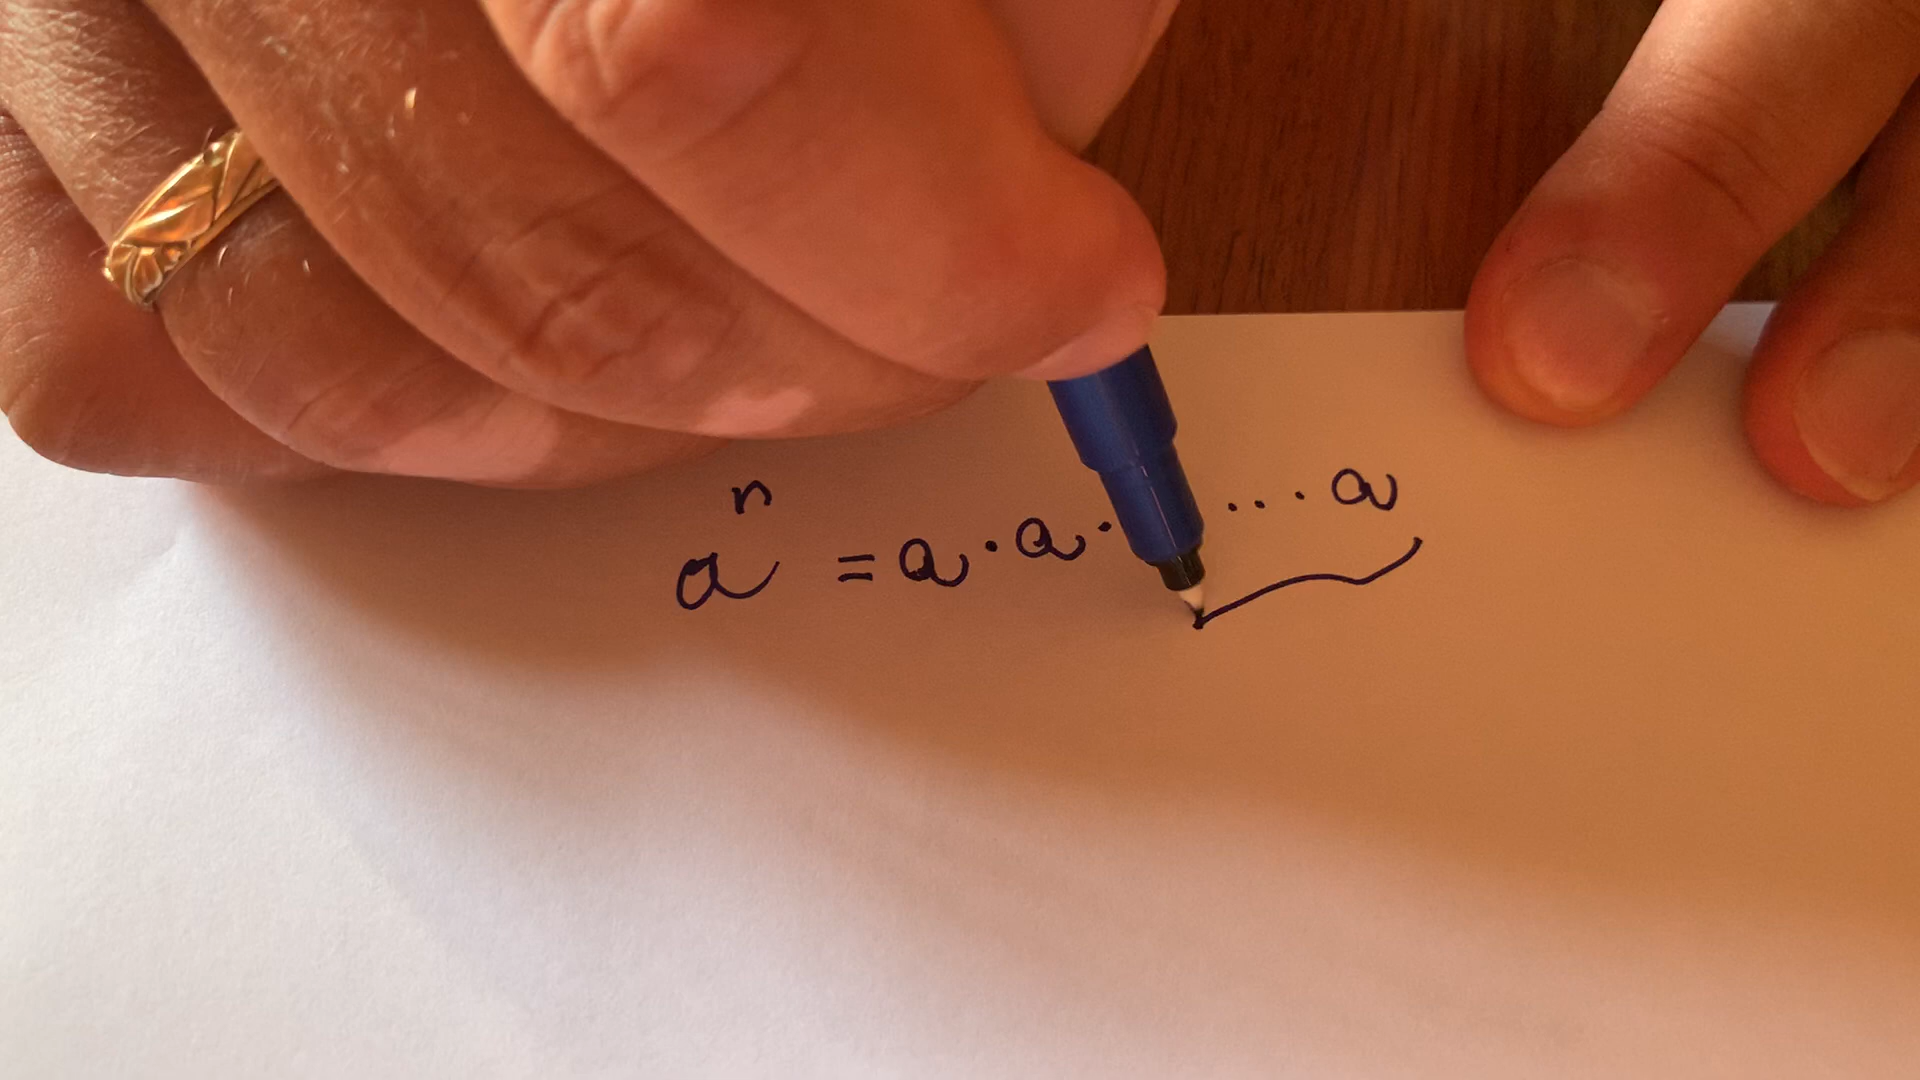 aⁿ = a · a · ... a